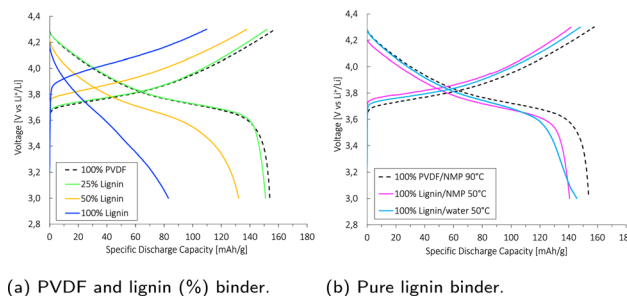 4,4
4,2
4,0
3,8
3,6
3,4
3,2
3,0
2,8
Voltage [V vs Li⁺/Li]
100% PVDF
25% Lignin
50% Lignin
100% Lignin
0 20 40 60 80 100 120 140 160 180
Specific Discharge Capacity [mAh/g]
(a) PVDF and lignin (%) binder.
4,4
4,2
4,0
3,8
3,6
3,4
3,2
3,0
2,8
Voltage [V vs Li⁺/Li]
100% PVDF/NMP 90°C
100% Lignin/NMP 50°C
100% Lignin/water 50°C
0 20 40 60 80 100 120 140 160 18
Specific Discharge Capacity [mAh/g]
(b) Pure lignin binder.